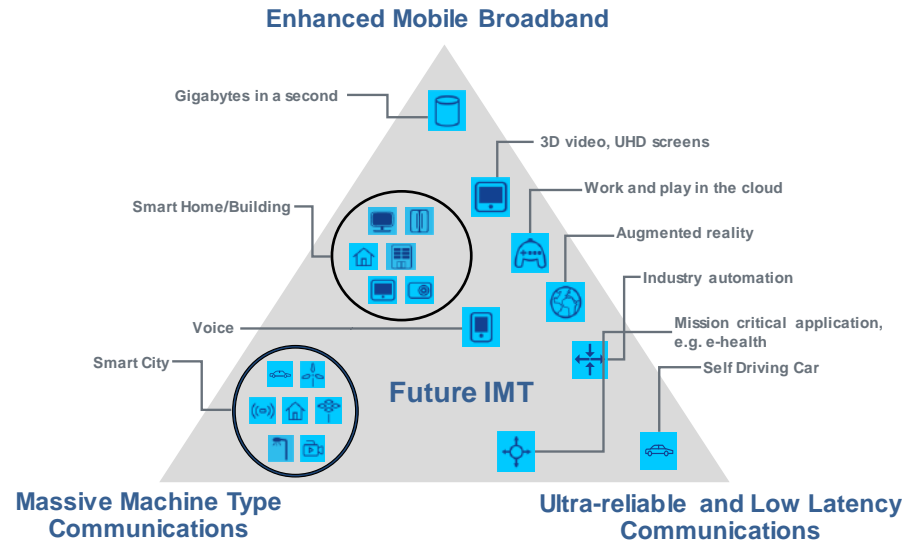 Enhanced Mobile Broadband
Gigabytes in a second
3D video, UHD screens
Work and play in the cloud
Smart Home/Building
Augmented reality
Industry automation
Voice
Mission critical application,
e.g. e-health
Smart City
Self Driving Car
Future IMT
Massive Machine Type
Communications
Ultra-reliable and Low Latency
Communications